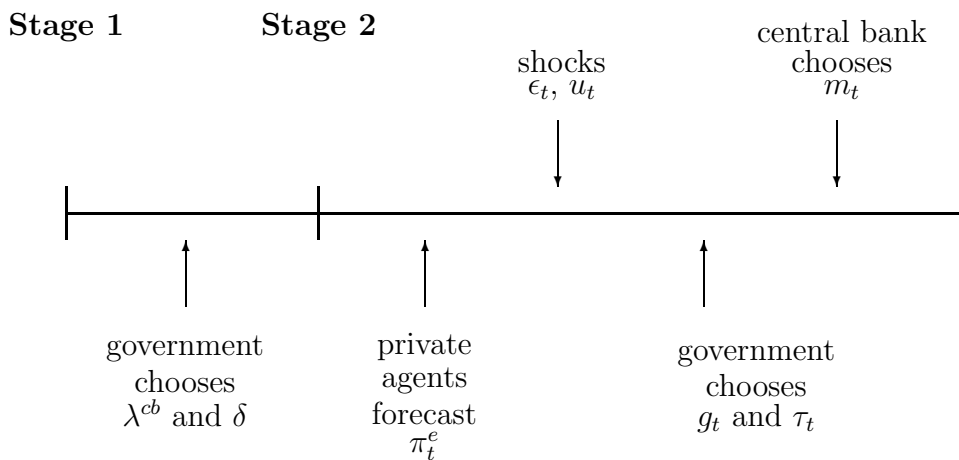 Stage 1
Stage 2
shocks
ϵ_t, u_t
central bank
chooses
m_t
government
chooses
λ^{cb} and δ
private
agents
forecast
π_t^e
government
chooses
g_t and τ_t